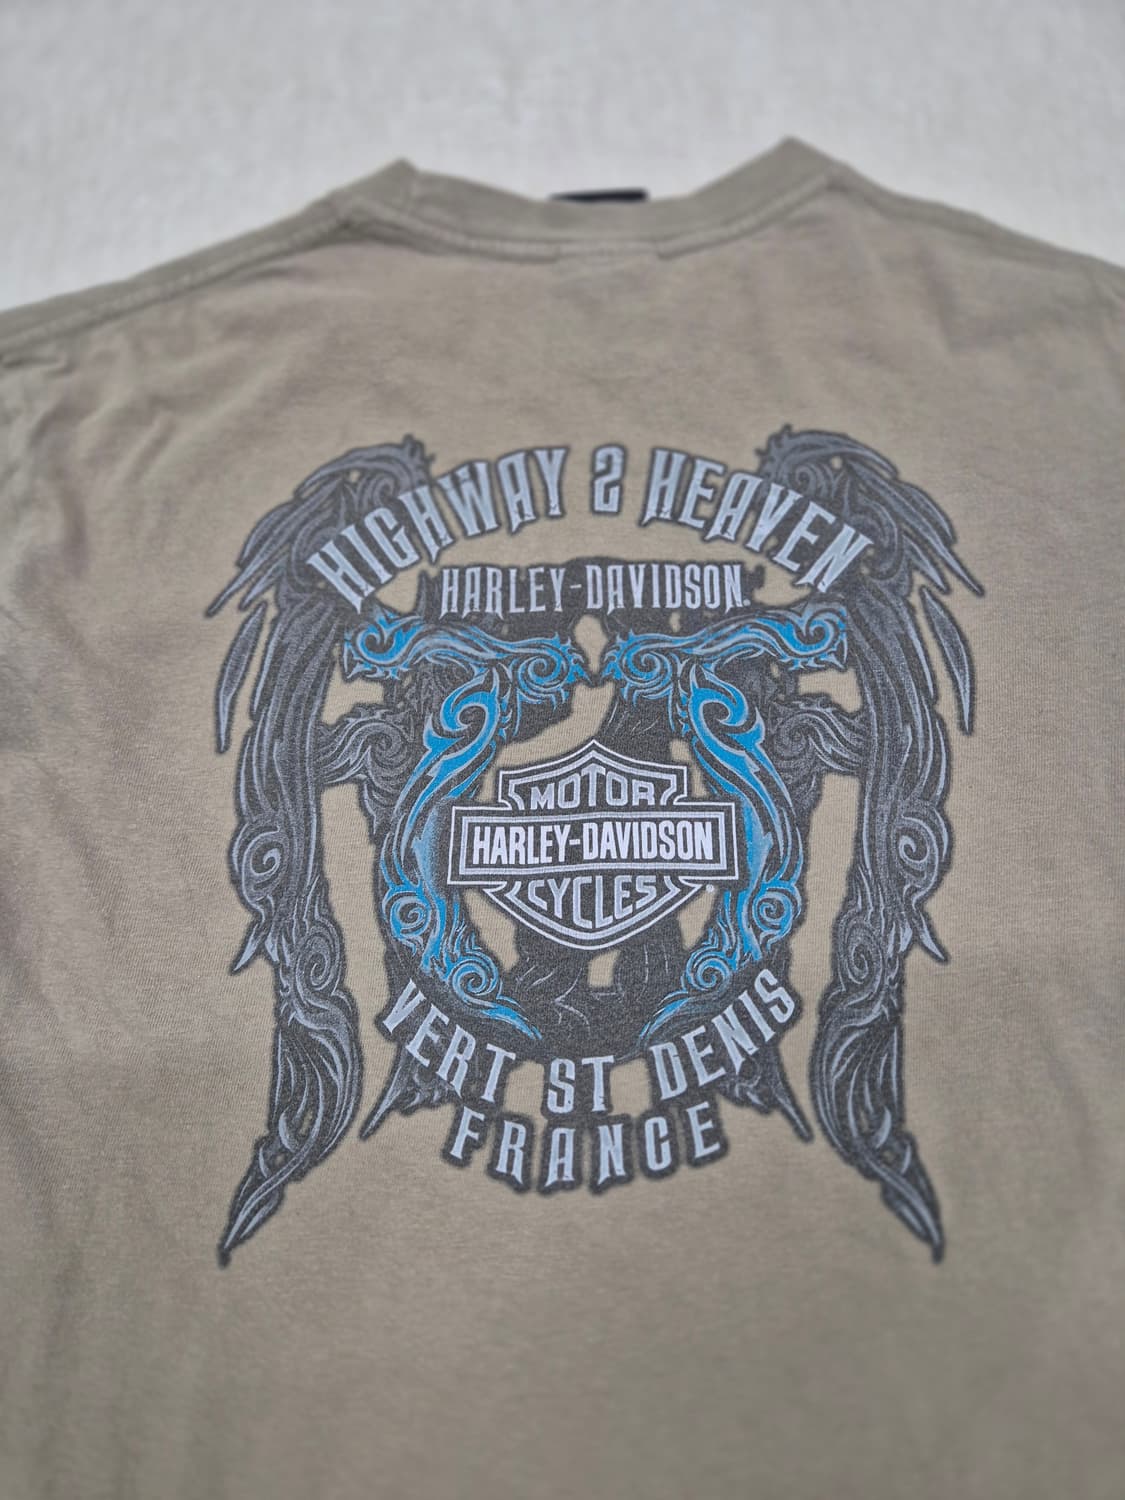 HIGHWAY 2 HEAVEN
HARLEY-DAVIDSON®
MOTOR
HARLEY-DAVIDSON
CYCLES®
VERT ST DENIS
FRANCE